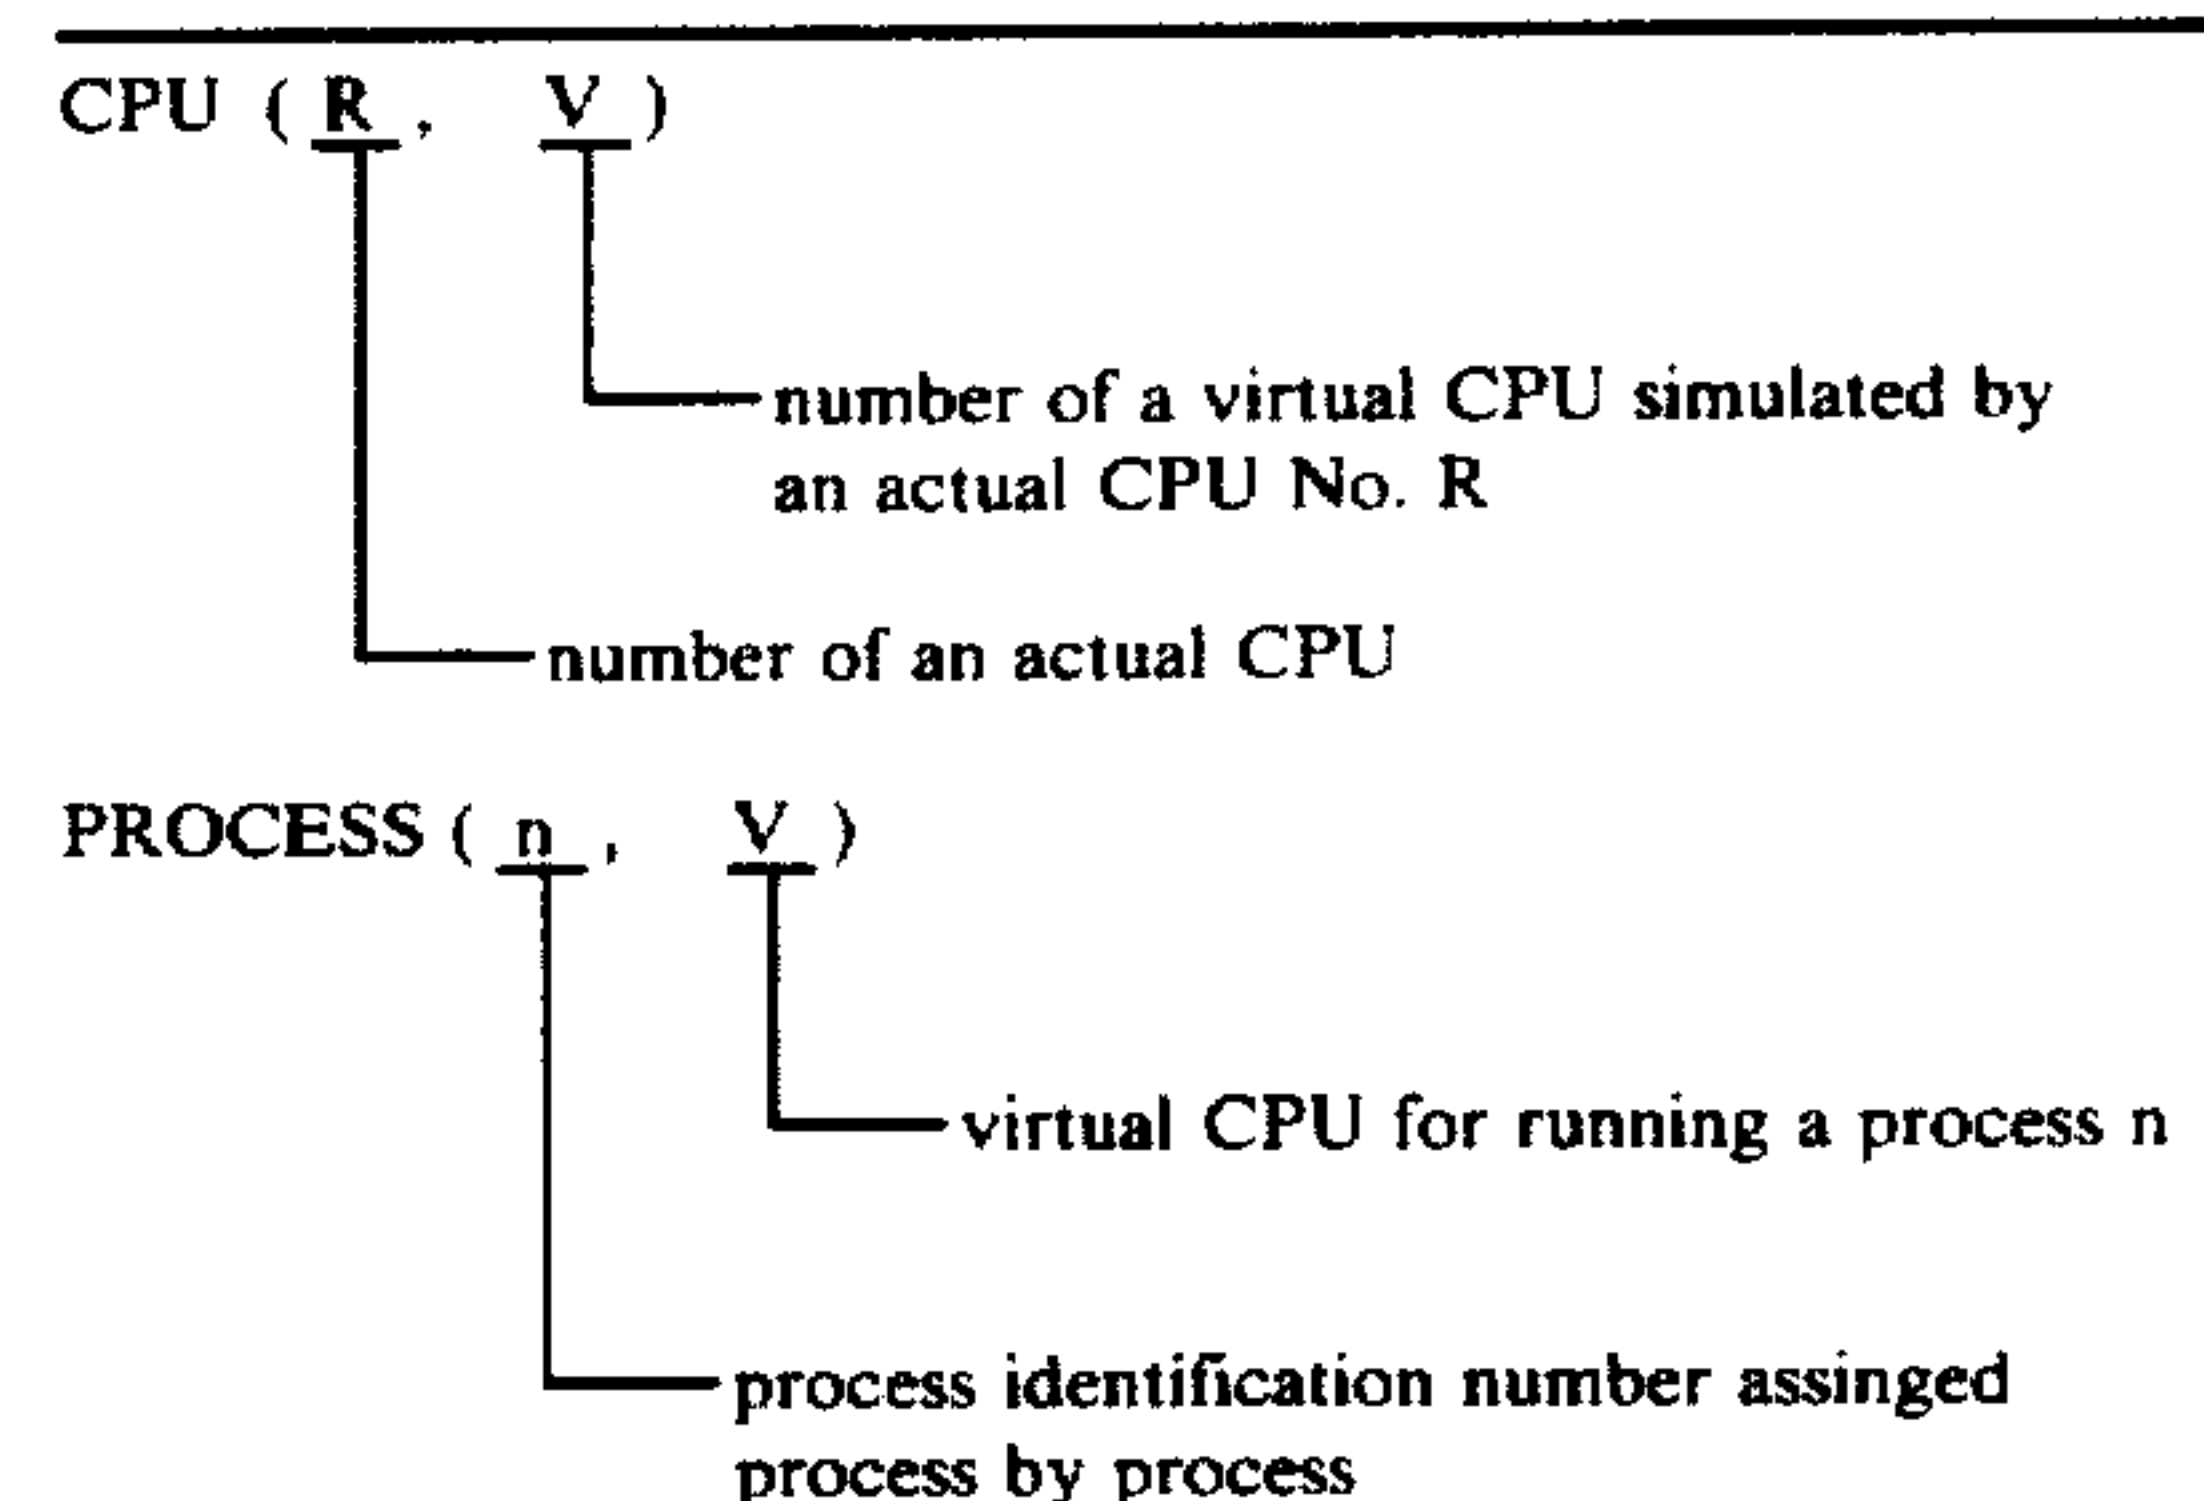 CPU ( R , V )
number of a virtual CPU simulated by
an actual CPU No. R
number of an actual CPU
PROCESS ( n , V )
virtual CPU for running a process n
process identification number assinged
process by process